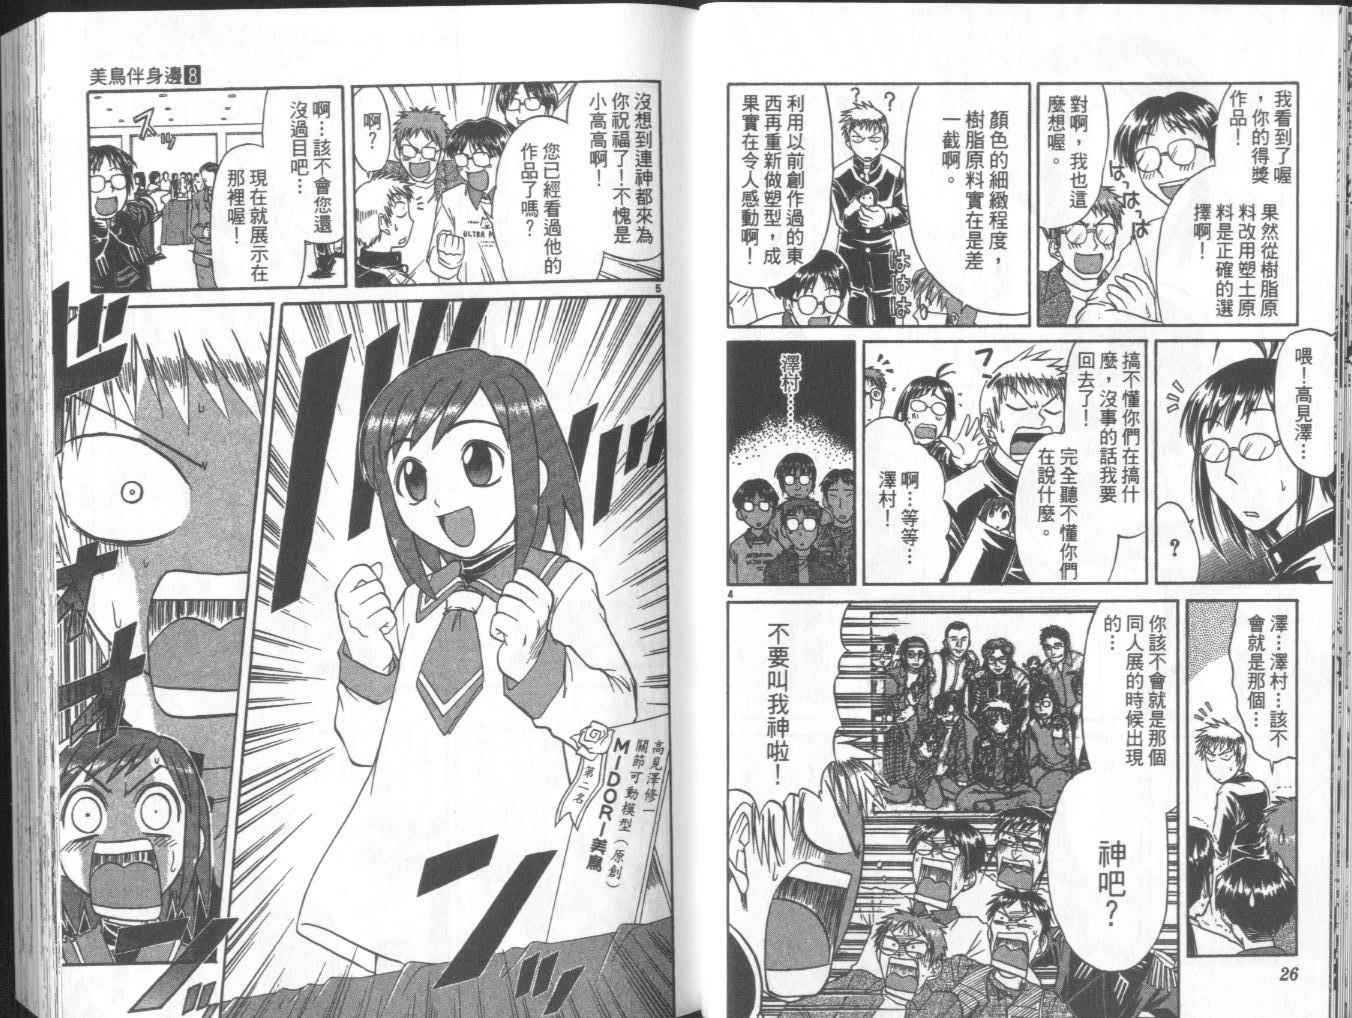 我看到了喔
，你的得獎
作品！
果然從樹脂原
料改用塑土原
料是正確的選
擇啊！
對啊，我也這
麼想喔。
はっはっは
顏色的細緻程度，
樹脂原料實在是差
一截啊。
？
？
利用以前創作過的東
西再重新做塑型，成
果實在令人感動啊！
ははは
喂！高見澤…
？
搞不懂你們在搞什
麼，沒事的話我要
回去了！
完全聽不懂你們
在說什麼。
？
啊…等等…
澤村！
澤村……
4
澤…澤村…該不
會就是那個…
你該不會就是那個
同人展的時候出現
的…
神吧？
不要叫我神啦！
26
美鳥伴身邊8
沒想到連神都來為
你祝福了！不愧是
小高高啊！
您已經看過他的
作品了嗎？
啊？
ULTRA
啊…該不會您還
沒過目吧…
現在就展示在
那裡喔！
スッ
5
高見澤修一
關節可動模型（原創）
MIDORI美鳥
第二名